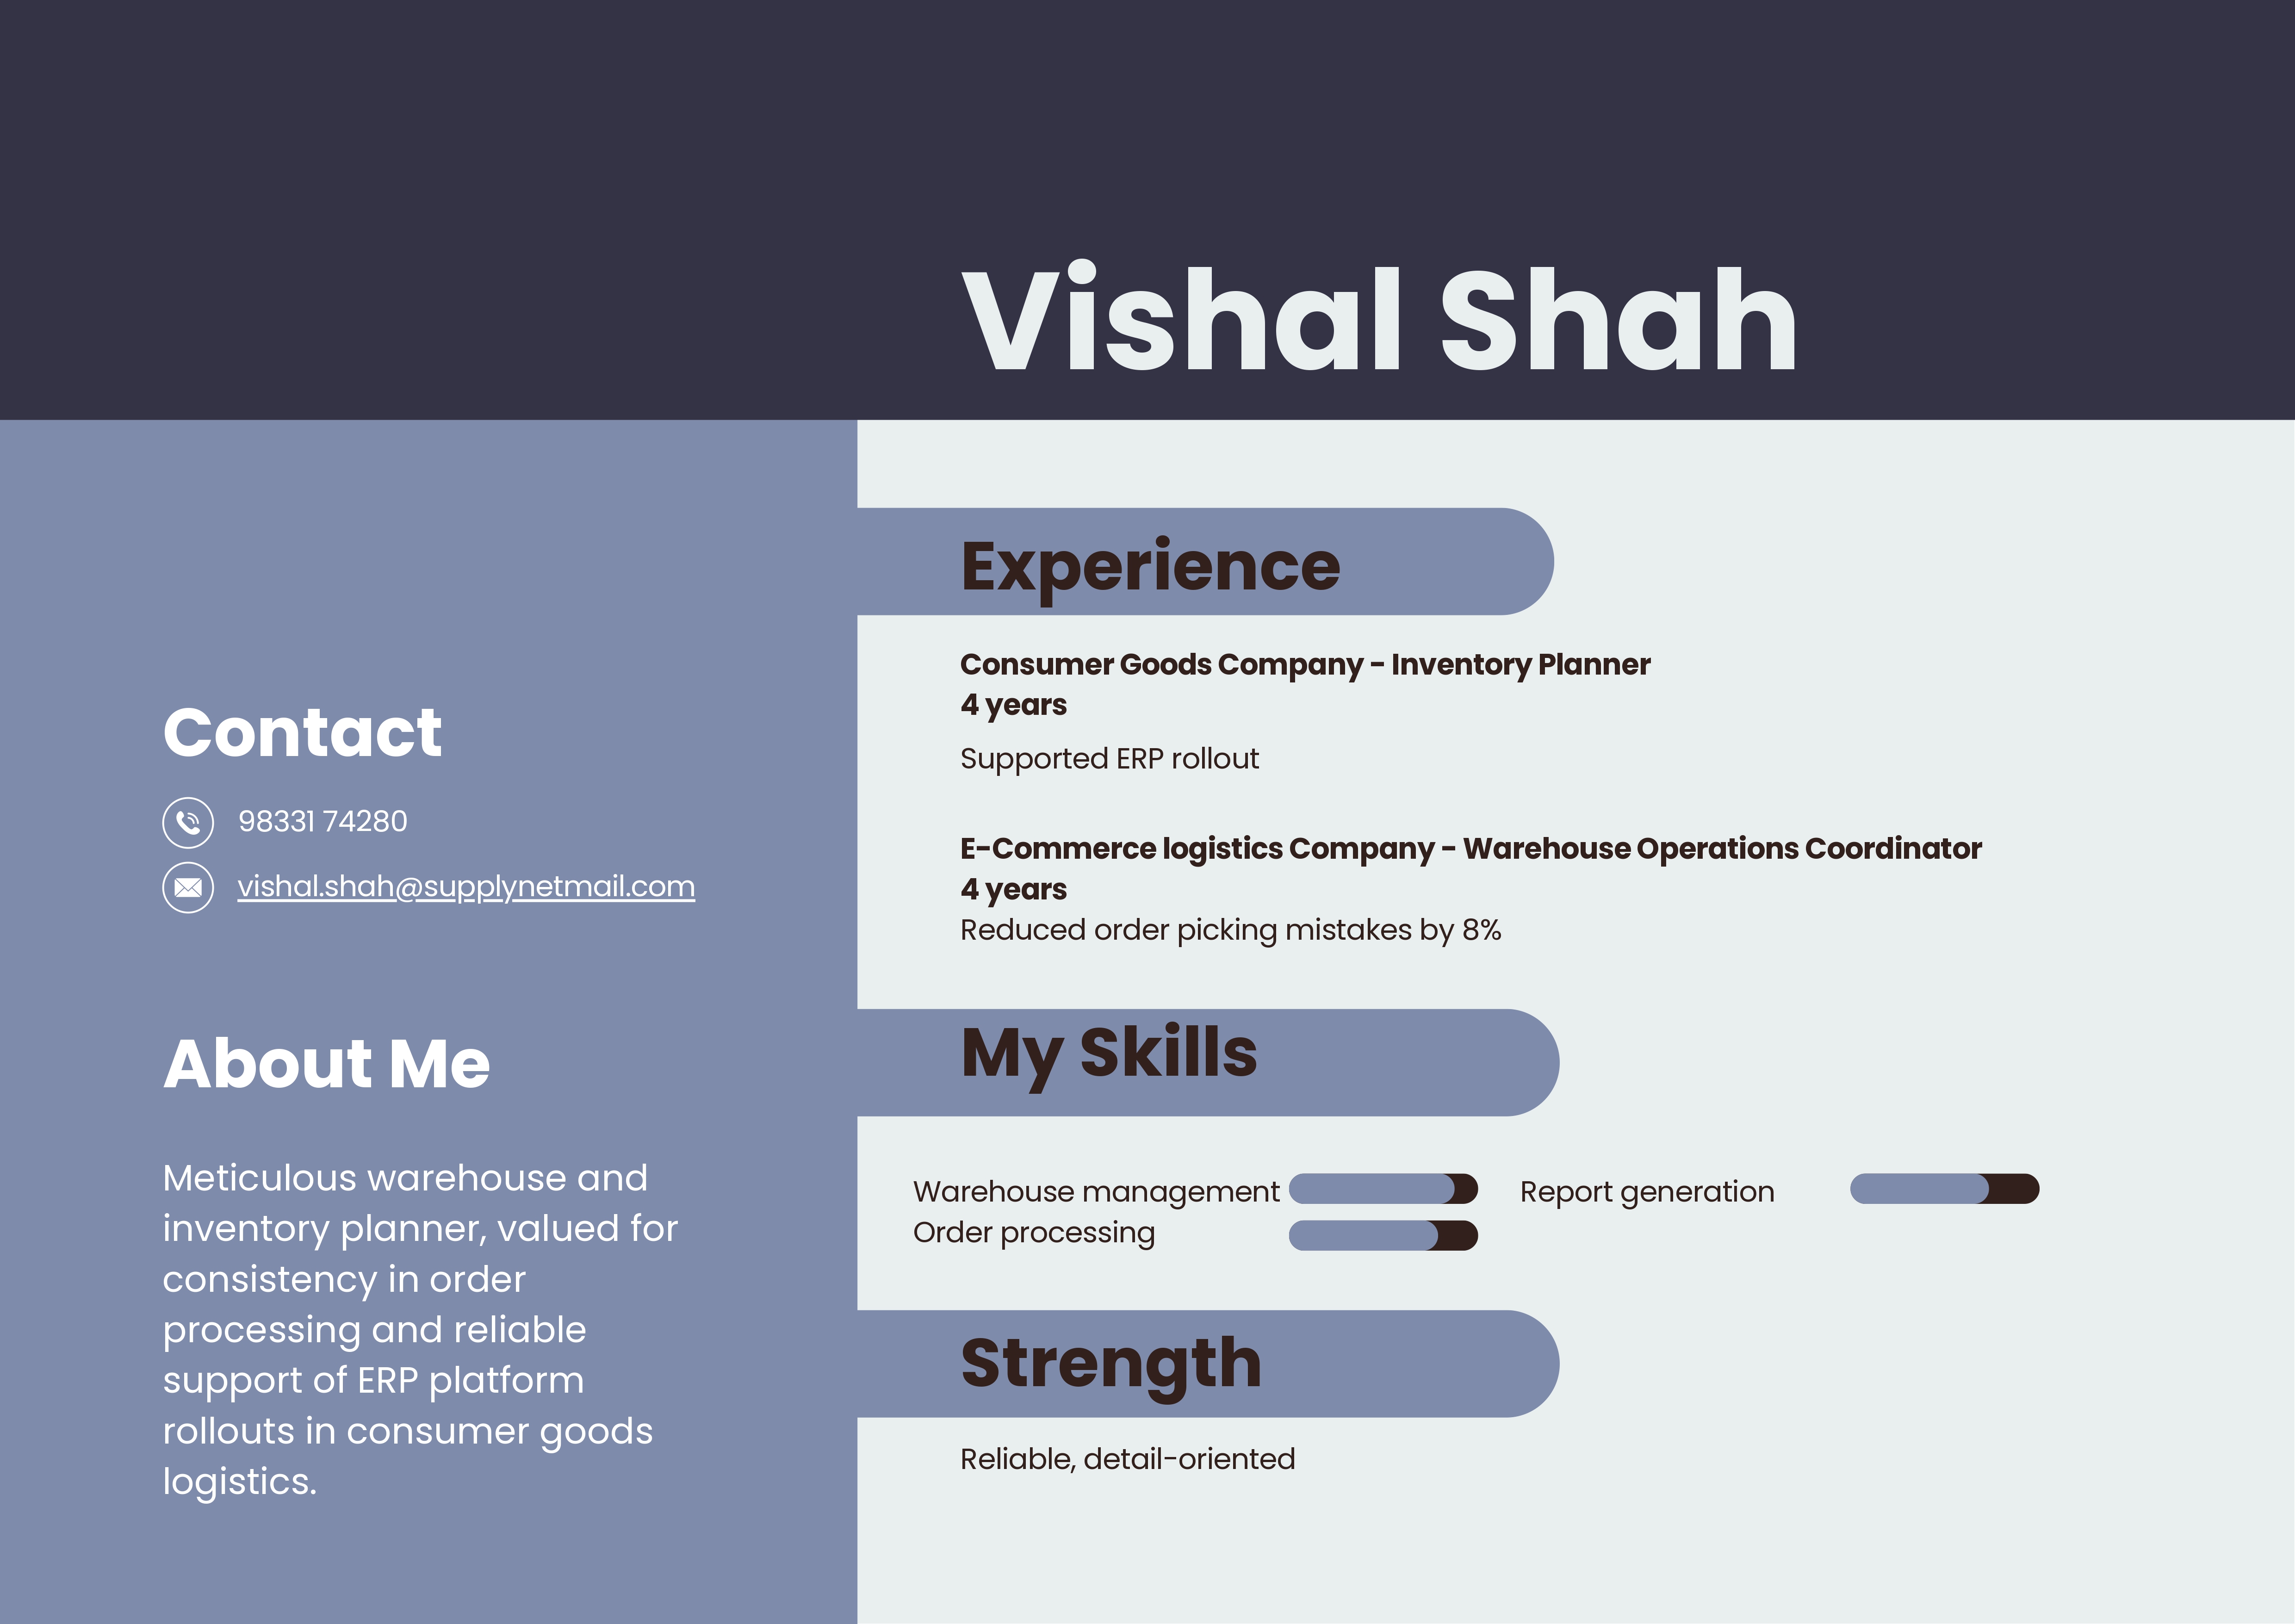 Vishal Shah
Contact
98331 74280
vishal.shah@supplynetmail.com
About Me
Meticulous warehouse and
inventory planner, valued for
consistency in order
processing and reliable
support of ERP platform
rollouts in consumer goods
logistics.
Experience
Consumer Goods Company - Inventory Planner
4 years
Supported ERP rollout
E-Commerce logistics Company - Warehouse Operations Coordinator
4 years
Reduced order picking mistakes by 8%
My Skills
Warehouse management
Order processing
Report generation
Strength
Reliable, detail-oriented